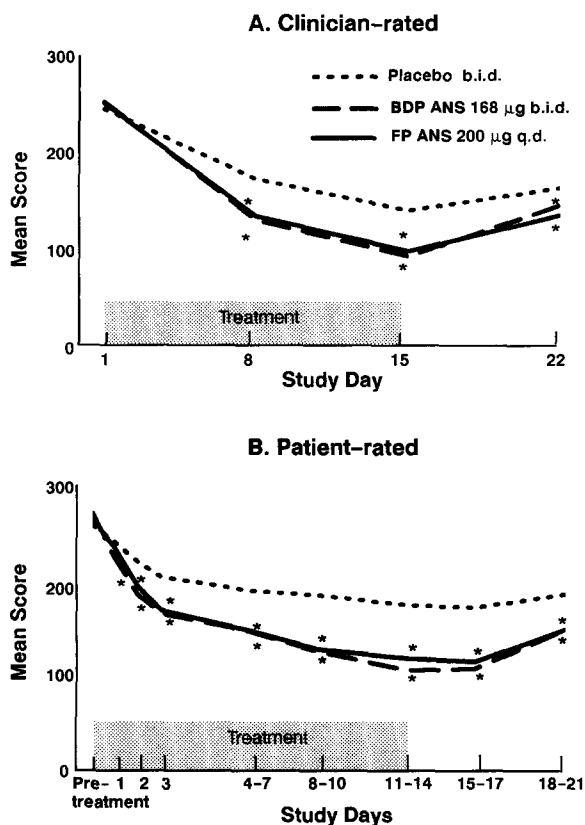 A. Clinician-rated
300
200
100
0
Mean Score
Placebo b.i.d.
BDP ANS 168 µg b.i.d.
FP ANS 200 µg q.d.
* * * * * *
Treatment
1 8 15 22
Study Day
B. Patient-rated
300
200
100
0
Mean Score
* * * * * * * * * * * * * * *
Treatment
Pre-treatment 1 2 3 4-7 8-10 11-14 15-17 18-21
Study Days